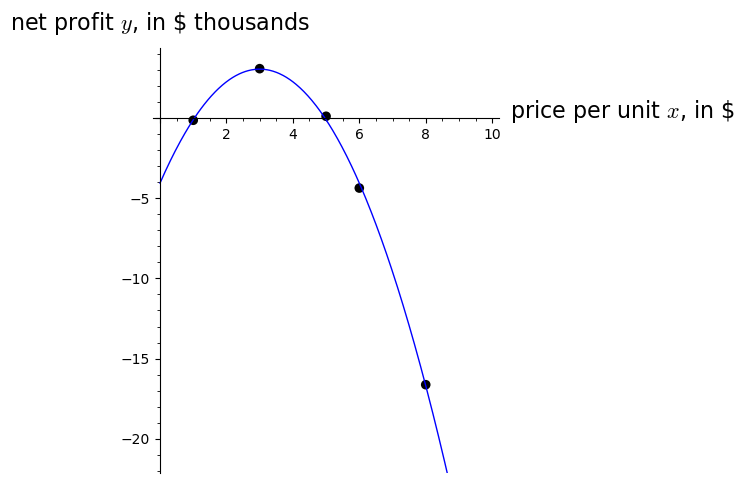 net profit y, in $ thousands
price per unit x, in $
2 4 6 8 10
−5
−10
−15
−20